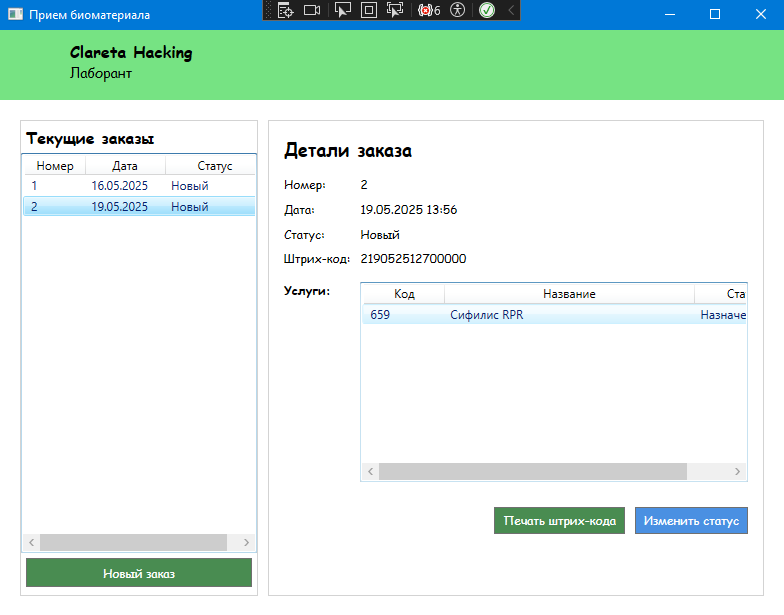 Прием биоматериала
6
Clareta Hacking
Лаборант
Текущие заказы
Номер Дата Статус
1 16.05.2025 Новый
2 19.05.2025 Новый
Новый заказ
Детали заказа
Номер: 2
Дата: 19.05.2025 13:56
Статус: Новый
Штрих-код: 219052512700000
Услуги:
Код Название Ста
659 Сифилис RPR Назначе
Печать штрих-кода Изменить статус